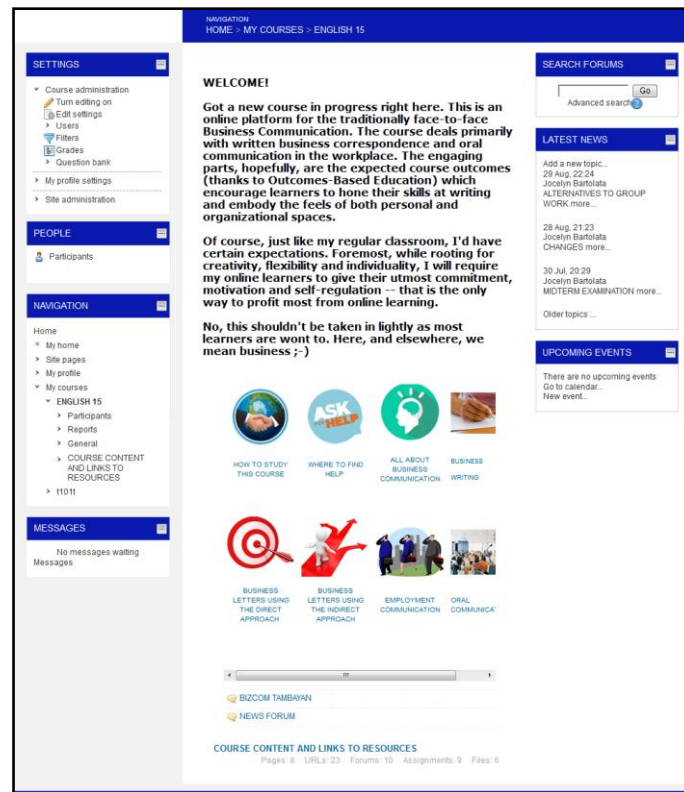 NAVIGATION
HOME > MY COURSES > ENGLISH 15
SETTINGS
Course administration
Turn editing on
Edit settings
Users
Filters
Grades
Question bank
My profile settings
Site administration
PEOPLE
Participants
NAVIGATION
Home
My home
Site pages
My profile
My courses
ENGLISH 15
Participants
Reports
General
COURSE CONTENT
AND LINKS TO
RESOURCES
t101t
MESSAGES
No messages waiting
Messages
WELCOME!
Got a new course in progress right here. This is an
online platform for the traditionally face-to-face
Business Communication. The course deals primarily
with written business correspondence and oral
communication in the workplace. The engaging
parts, hopefully, are the expected course outcomes
(thanks to Outcomes-Based Education) which
encourage learners to hone their skills at writing
and embody the feels of both personal and
organizational spaces.
Of course, just like my regular classroom, I'd have
certain expectations. Foremost, while rooting for
creativity, flexibility and individuality, I will require
my online learners to give their utmost commitment,
motivation and self-regulation -- that is the only
way to profit most from online learning.
No, this shouldn't be taken in lightly as most
learners are wont to. Here, and elsewhere, we
mean business ;-)
ASK
FOR
HELP
HOW TO STUDY
THIS COURSE
WHERE TO FIND
HELP
ALL ABOUT
BUSINESS
COMMUNICATION
BUSINESS
WRITING
BUSINESS
LETTERS USING
THE DIRECT
APPROACH
BUSINESS
LETTERS USING
THE INDIRECT
APPROACH
EMPLOYMENT
COMMUNICATION
ORAL
COMMUNICAT
BIZCOM TAMBAYAN
NEWS FORUM
COURSE CONTENT AND LINKS TO RESOURCES
Pages: 8 URLs: 23 Forums: 10 Assignments: 9 Files: 6
SEARCH FORUMS
Go
Advanced search
LATEST NEWS
Add a new topic...
29 Aug, 22:24
Jocelyn Bartolata
ALTERNATIVES TO GROUP
WORK more...
28 Aug, 21:23
Jocelyn Bartolata
CHANGES more...
30 Jul, 20:29
Jocelyn Bartolata
MIDTERM EXAMINATION more...
Older topics ...
UPCOMING EVENTS
There are no upcoming events
Go to calendar...
New event...